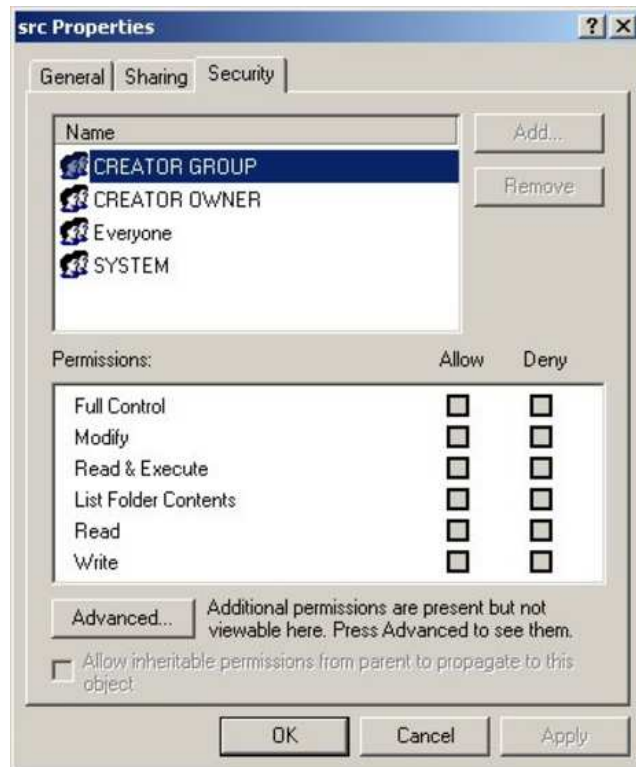 src Properties
General Sharing Security
Name
Add...
CREATOR GROUP
Remove
CREATOR OWNER
Everyone
SYSTEM
Permissions: Allow Deny
Full Control
Modify
Read & Execute
List Folder Contents
Read
Write
Advanced...
Additional permissions are present but not
viewable here. Press Advanced to see them.
Allow inheritable permissions from parent to propagate to this
object
OK Cancel Apply